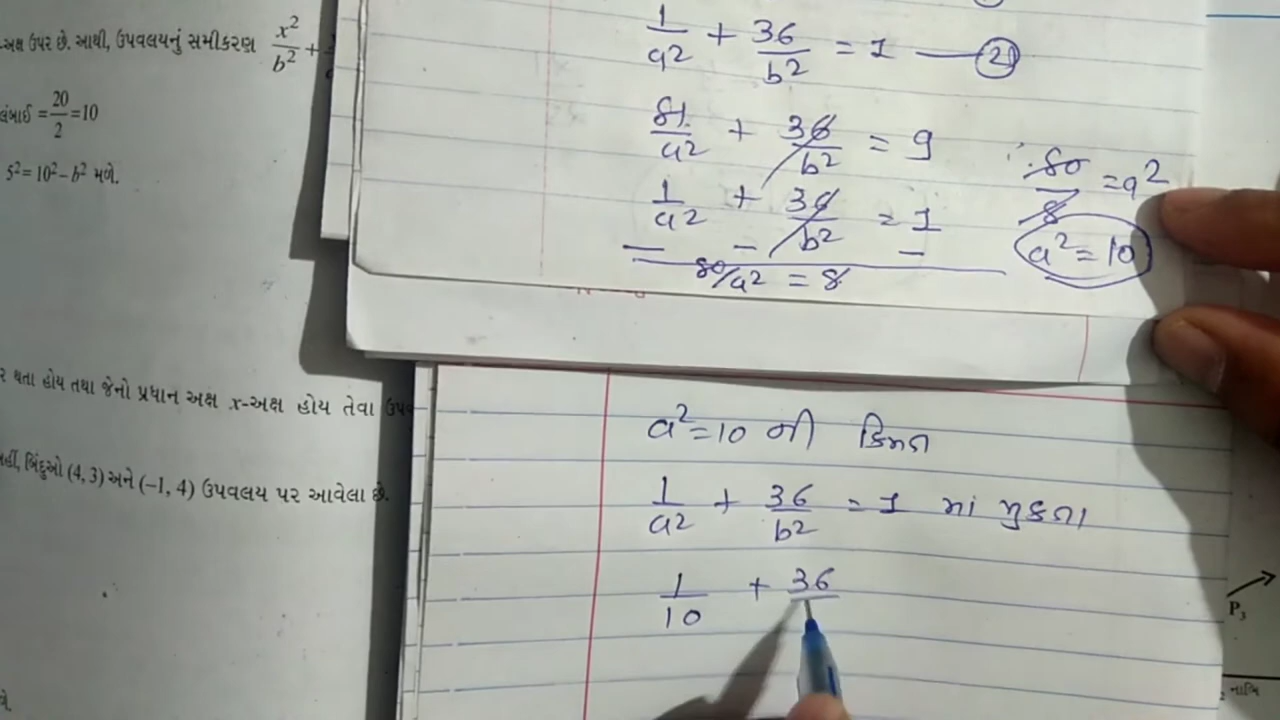 -અક્ષ ઉપર છે. આથી, ઉપવલયનું સમીકરણ x²/b² +
લંબાઈ = 20/2 = 10
5² = 10² – b² મળે.
ર થતા હોય તથા જેનો પ્રધાન અક્ષ x-અક્ષ હોય તેવા
બિંદુઓ (4, 3) અને (–1, 4) ઉપવલય પર આવેલા છે.
1/a² + 36/b² = 1 — 2
81/a² + 36/b² = 9
1/a² + 36/b² = 1
— — —
80/a² = 8
∴ 80/8 = a²
a² = 10
a² = 10 ની કિંમત
1/a² + 36/b² = 1 માં મુકતા
1/10 + 36
P₃
નાભિ